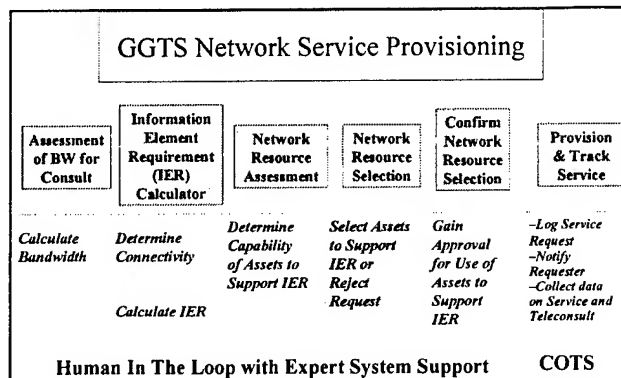 GGTS Network Service Provisioning
Assessment
of BW for
Consult
Information
Element
Requirement
(IER)
Calculator
Network
Resource
Assessment
Network
Resource
Selection
Confirm
Network
Resource
Selection
Provision
& Track
Service
Calculate
Bandwidth
Determine
Connectivity
Calculate IER
Determine
Capability
of Assets to
Support IER
Select Assets
to Support
IER or
Reject
Request
Gain
Approval
for Use of
Assets to
Support
IER
–Log Service
Request
–Notify
Requester
–Collect data
on Service and
Teleconsult
Human In The Loop with Expert System Support
COTS